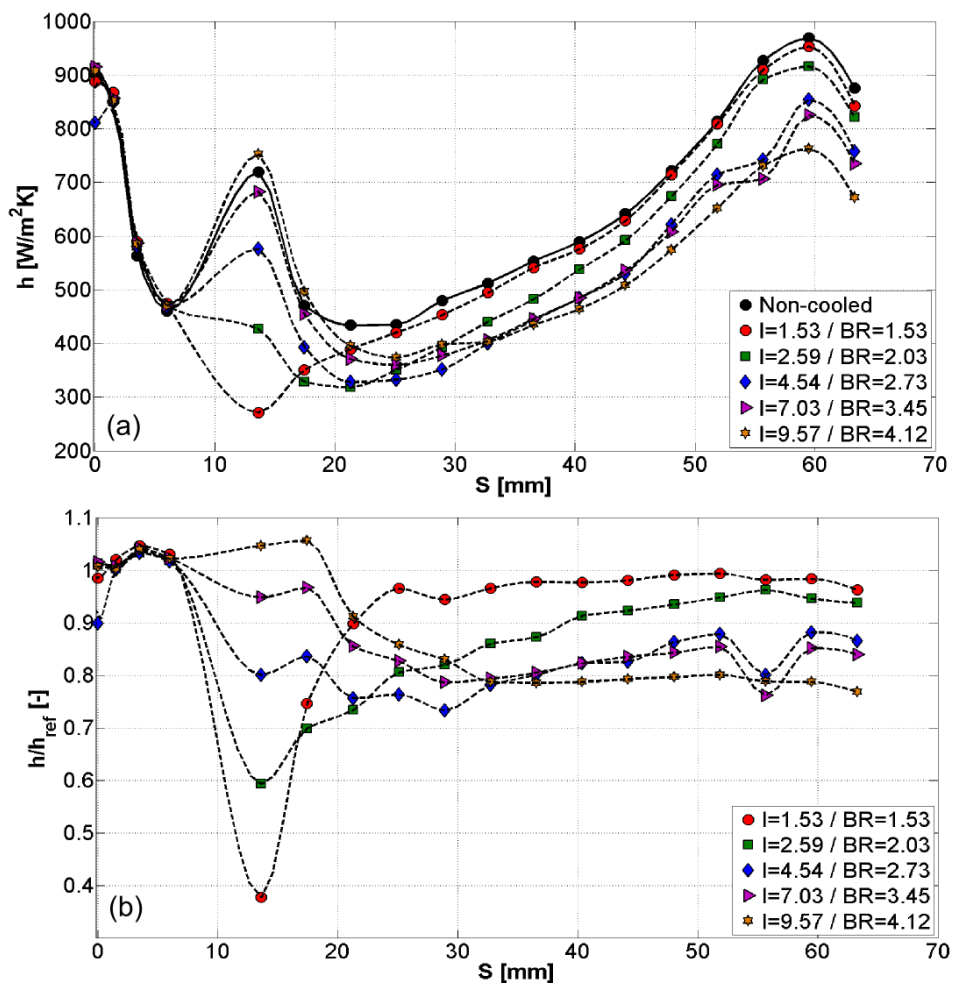 1000
900
800
700
600
500
400
300
200
h [W/m²K]
(a)
Non-cooled
I=1.53 / BR=1.53
I=2.59 / BR=2.03
I=4.54 / BR=2.73
I=7.03 / BR=3.45
I=9.57 / BR=4.12
0 10 20 30 40 50 60 70
S [mm]
1.1
1
0.9
0.8
0.7
0.6
0.5
0.4
h/h_ref [-]
(b)
I=1.53 / BR=1.53
I=2.59 / BR=2.03
I=4.54 / BR=2.73
I=7.03 / BR=3.45
I=9.57 / BR=4.12
0 10 20 30 40 50 60 70
S [mm]